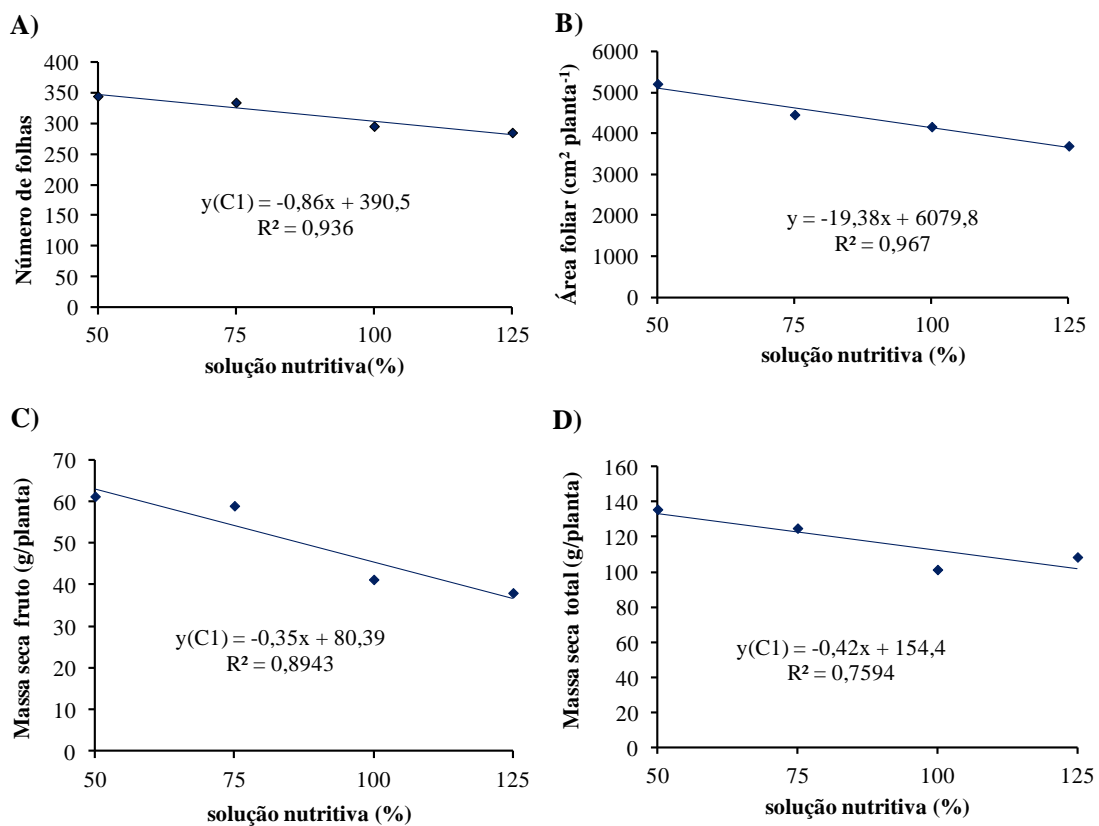 A)
Número de folhas
400
350
300
250
200
150
100
50
0
y(C1) = -0,86x + 390,5
R² = 0,936
50 75 100 125
solução nutritiva(%)
B)
Área foliar (cm² planta⁻¹)
6000
5000
4000
3000
2000
1000
0
y = -19,38x + 6079,8
R² = 0,967
50 75 100 125
solução nutritiva (%)
C)
Massa seca fruto (g/planta)
70
60
50
40
30
20
10
0
y(C1) = -0,35x + 80,39
R² = 0,8943
50 75 100 125
solução nutritiva (%)
D)
Massa seca total (g/planta)
160
140
120
100
80
60
40
20
0
y(C1) = -0,42x + 154,4
R² = 0,7594
50 75 100 125
solução nutritiva (%)